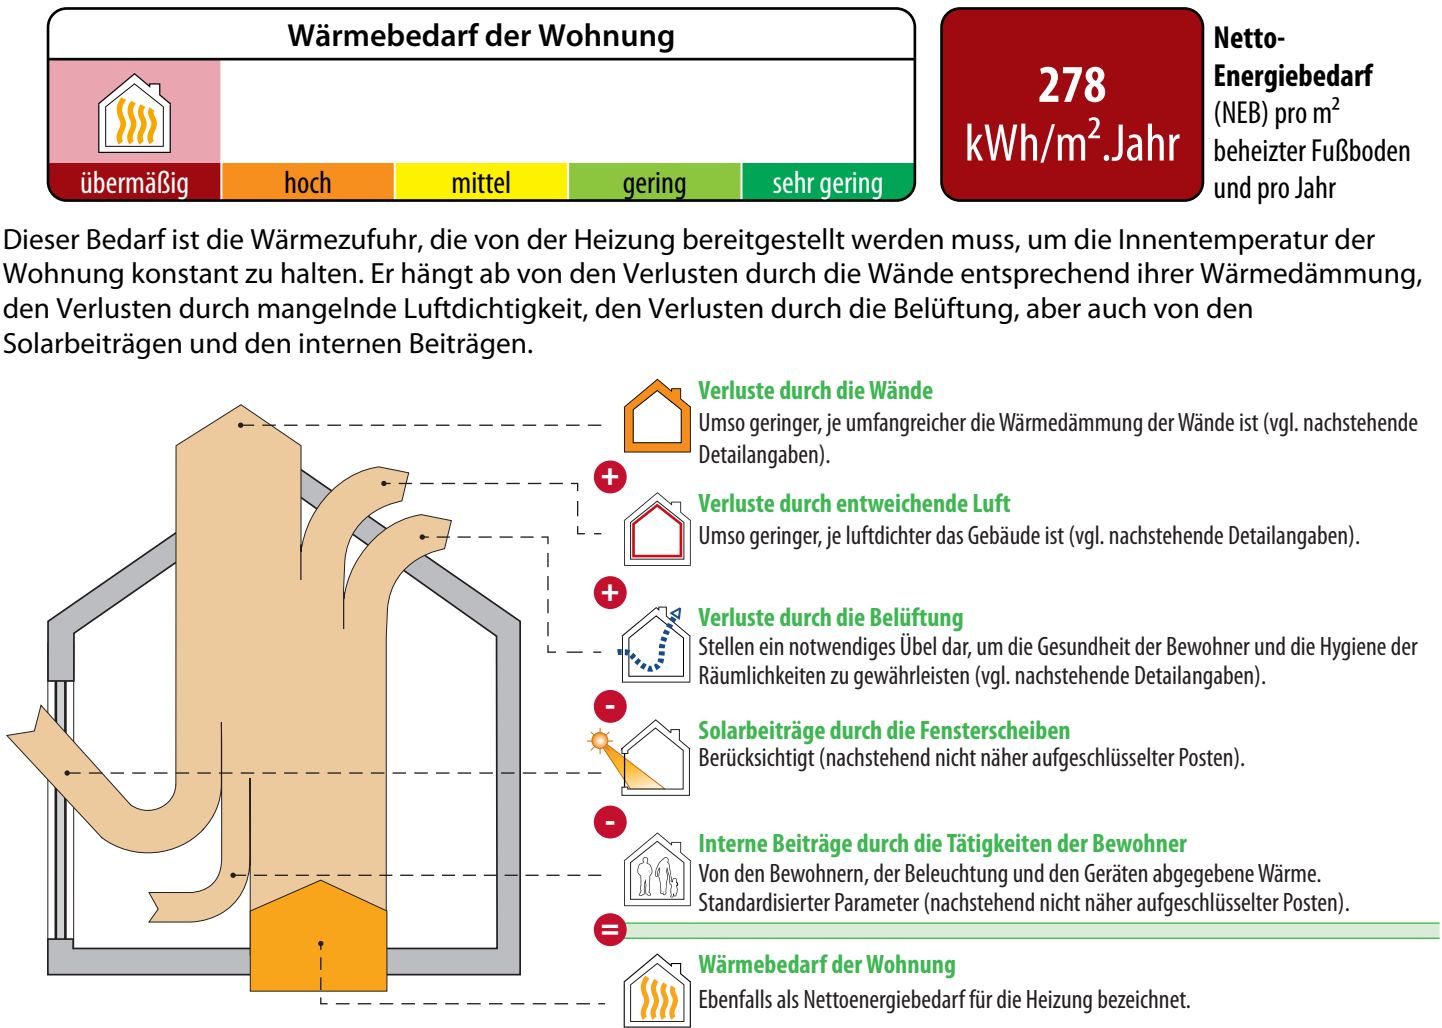 Wärmebedarf der Wohnung
übermäßig
hoch
mittel
gering
sehr gering
278
kWh/m².Jahr
Netto-
Energiebedarf
(NEB) pro m²
beheizter Fußboden
und pro Jahr
Dieser Bedarf ist die Wärmezufuhr, die von der Heizung bereitgestellt werden muss, um die Innentemperatur der
Wohnung konstant zu halten. Er hängt ab von den Verlusten durch die Wände entsprechend ihrer Wärmedämmung,
den Verlusten durch mangelnde Luftdichtigkeit, den Verlusten durch die Belüftung, aber auch von den
Solarbeiträgen und den internen Beiträgen.
Verluste durch die Wände
Umso geringer, je umfangreicher die Wärmedämmung der Wände ist (vgl. nachstehende
Detailangaben).
+
Verluste durch entweichende Luft
Umso geringer, je luftdichter das Gebäude ist (vgl. nachstehende Detailangaben).
+
Verluste durch die Belüftung
Stellen ein notwendiges Übel dar, um die Gesundheit der Bewohner und die Hygiene der
Räumlichkeiten zu gewährleisten (vgl. nachstehende Detailangaben).
-
Solarbeiträge durch die Fensterscheiben
Berücksichtigt (nachstehend nicht näher aufgeschlüsselter Posten).
-
Interne Beiträge durch die Tätigkeiten der Bewohner
Von den Bewohnern, der Beleuchtung und den Geräten abgegebene Wärme.
Standardisierter Parameter (nachstehend nicht näher aufgeschlüsselter Posten).
=
Wärmebedarf der Wohnung
Ebenfalls als Nettoenergiebedarf für die Heizung bezeichnet.